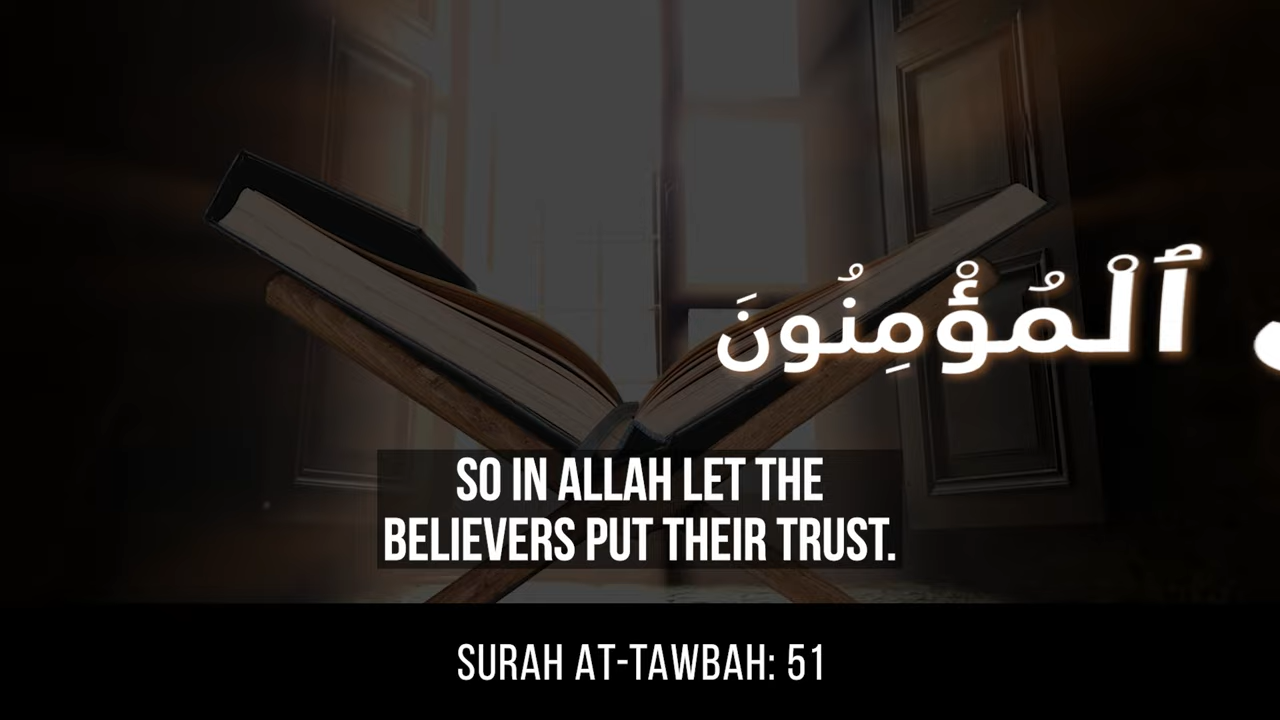 ٱلْمُؤْمِنُونَ
SO IN ALLAH LET THE
BELIEVERS PUT THEIR TRUST.
SURAH AT-TAWBAH: 51